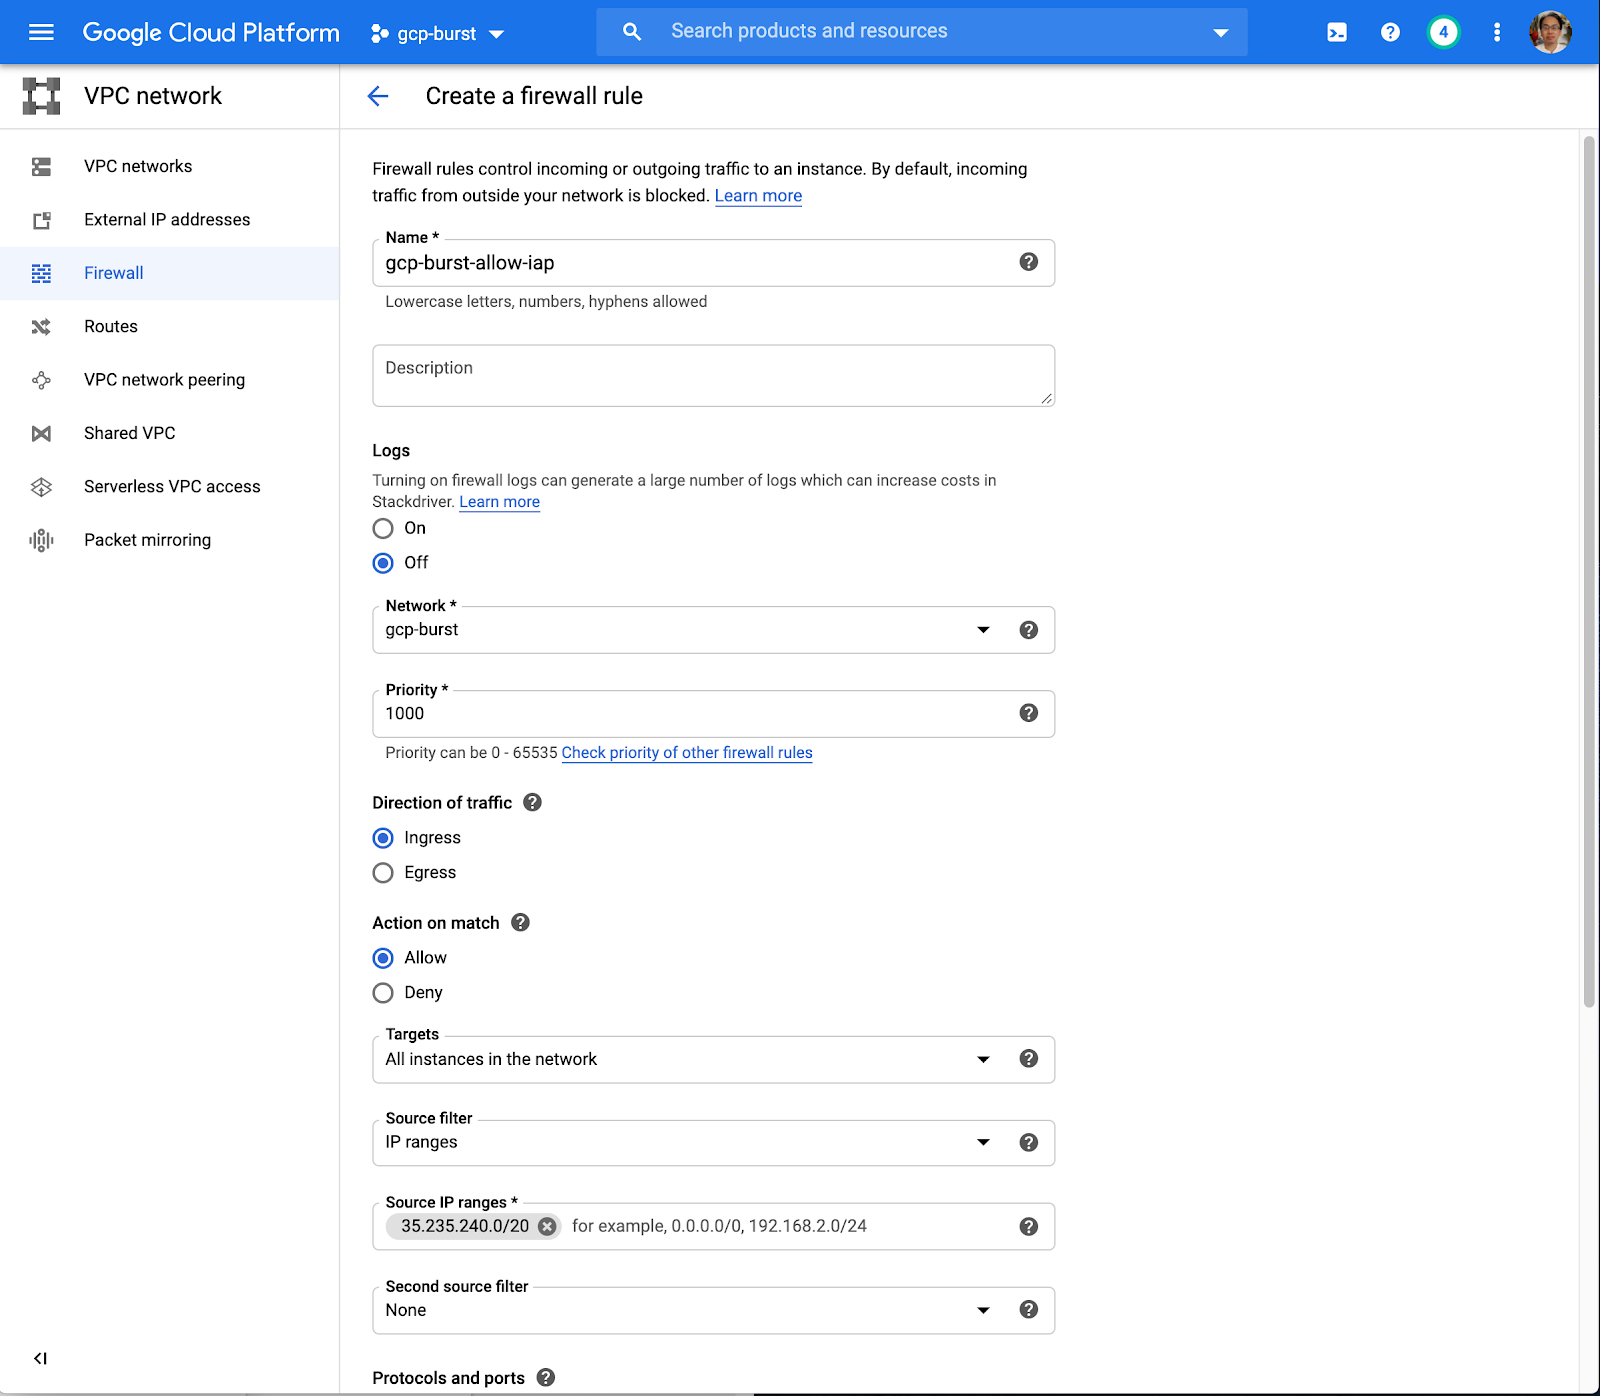 Google Cloud Platform
gcp-burst
Search products and resources
4
VPC network
Create a firewall rule
VPC networks
External IP addresses
Firewall
Routes
VPC network peering
Shared VPC
Serverless VPC access
Packet mirroring
Firewall rules control incoming or outgoing traffic to an instance. By default, incoming
traffic from outside your network is blocked. Learn more
Name *
gcp-burst-allow-iap
Lowercase letters, numbers, hyphens allowed
Description
Logs
Turning on firewall logs can generate a large number of logs which can increase costs in
Stackdriver. Learn more
On
Off
Network *
gcp-burst
Priority *
1000
Priority can be 0 - 65535 Check priority of other firewall rules
Direction of traffic
Ingress
Egress
Action on match
Allow
Deny
Targets
All instances in the network
Source filter
IP ranges
Source IP ranges *
35.235.240.0/20 for example, 0.0.0.0/0, 192.168.2.0/24
Second source filter
None
Protocols and ports